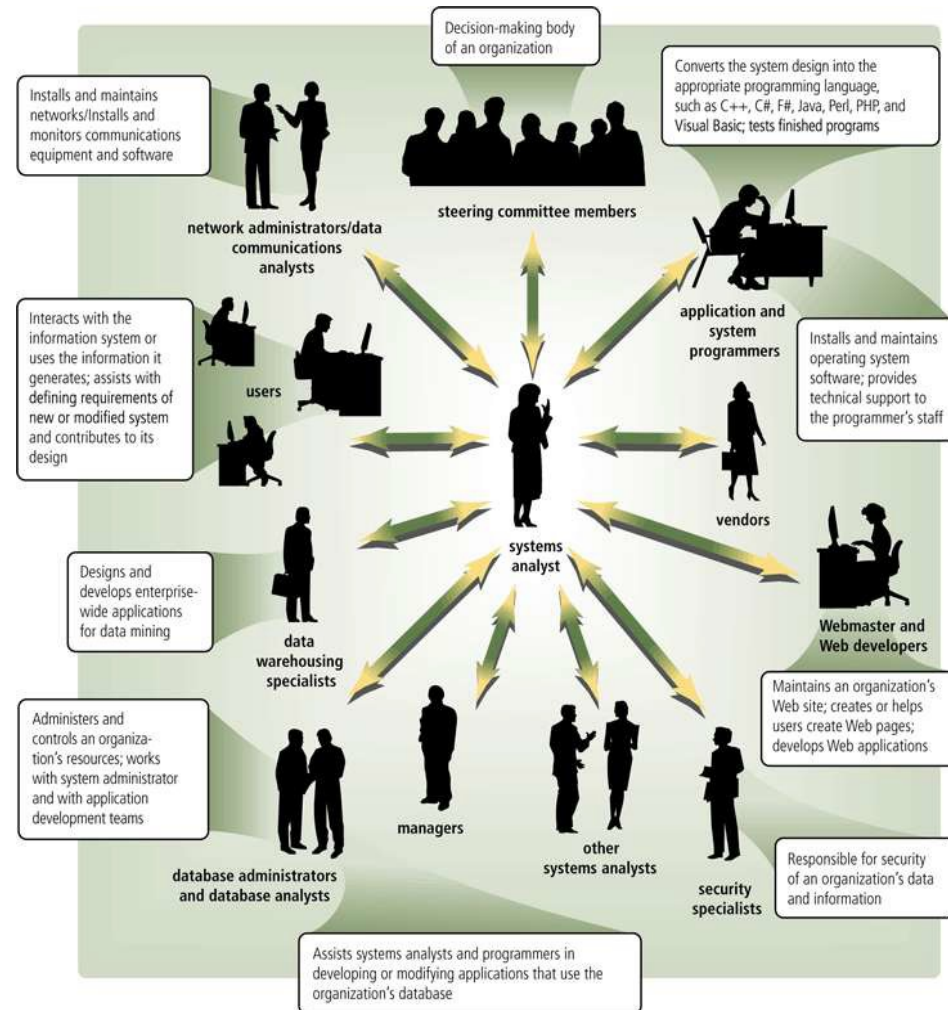 Decision-making body
of an organization
Installs and maintains
networks/Installs and
monitors communications
equipment and software
Converts the system design into the
appropriate programming language,
such as C++, C#, F#, Java, Perl, PHP, and
Visual Basic; tests finished programs
steering committee members
network administrators/data
communications
analysts
application and
system
programmers
Interacts with the
information system or
uses the information it
generates; assists with
defining requirements of
new or modified system
and contributes to its
design
users
Installs and maintains
operating system
software; provides
technical support to
the programmer's staff
vendors
systems
analyst
Designs and
develops enterprise-
wide applications
for data mining
data
warehousing
specialists
Webmaster and
Web developers
Maintains an organization's
Web site; creates or helps
users create Web pages;
develops Web applications
Administers and
controls an organiza-
tion's resources; works
with system administrator
and with application
development teams
database administrators
and database analysts
managers
other
systems analysts
security
specialists
Responsible for security
of an organization's data
and information
Assists systems analysts and programmers in
developing or modifying applications that use the
organization's database